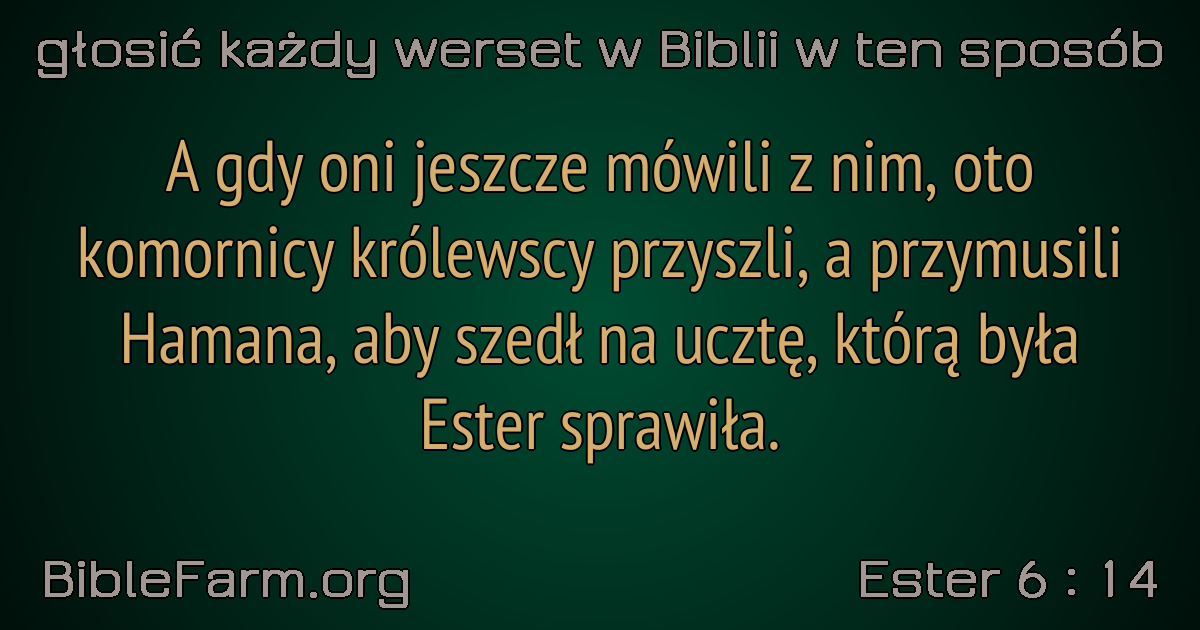 głosić każdy werset w Biblii w ten sposób
A gdy oni jeszcze mówili z nim, oto
komornicy królewscy przyszli, a przymusili
Hamana, aby szedł na ucztę, którą była
Ester sprawiła.
BibleFarm.org
Ester 6 : 14